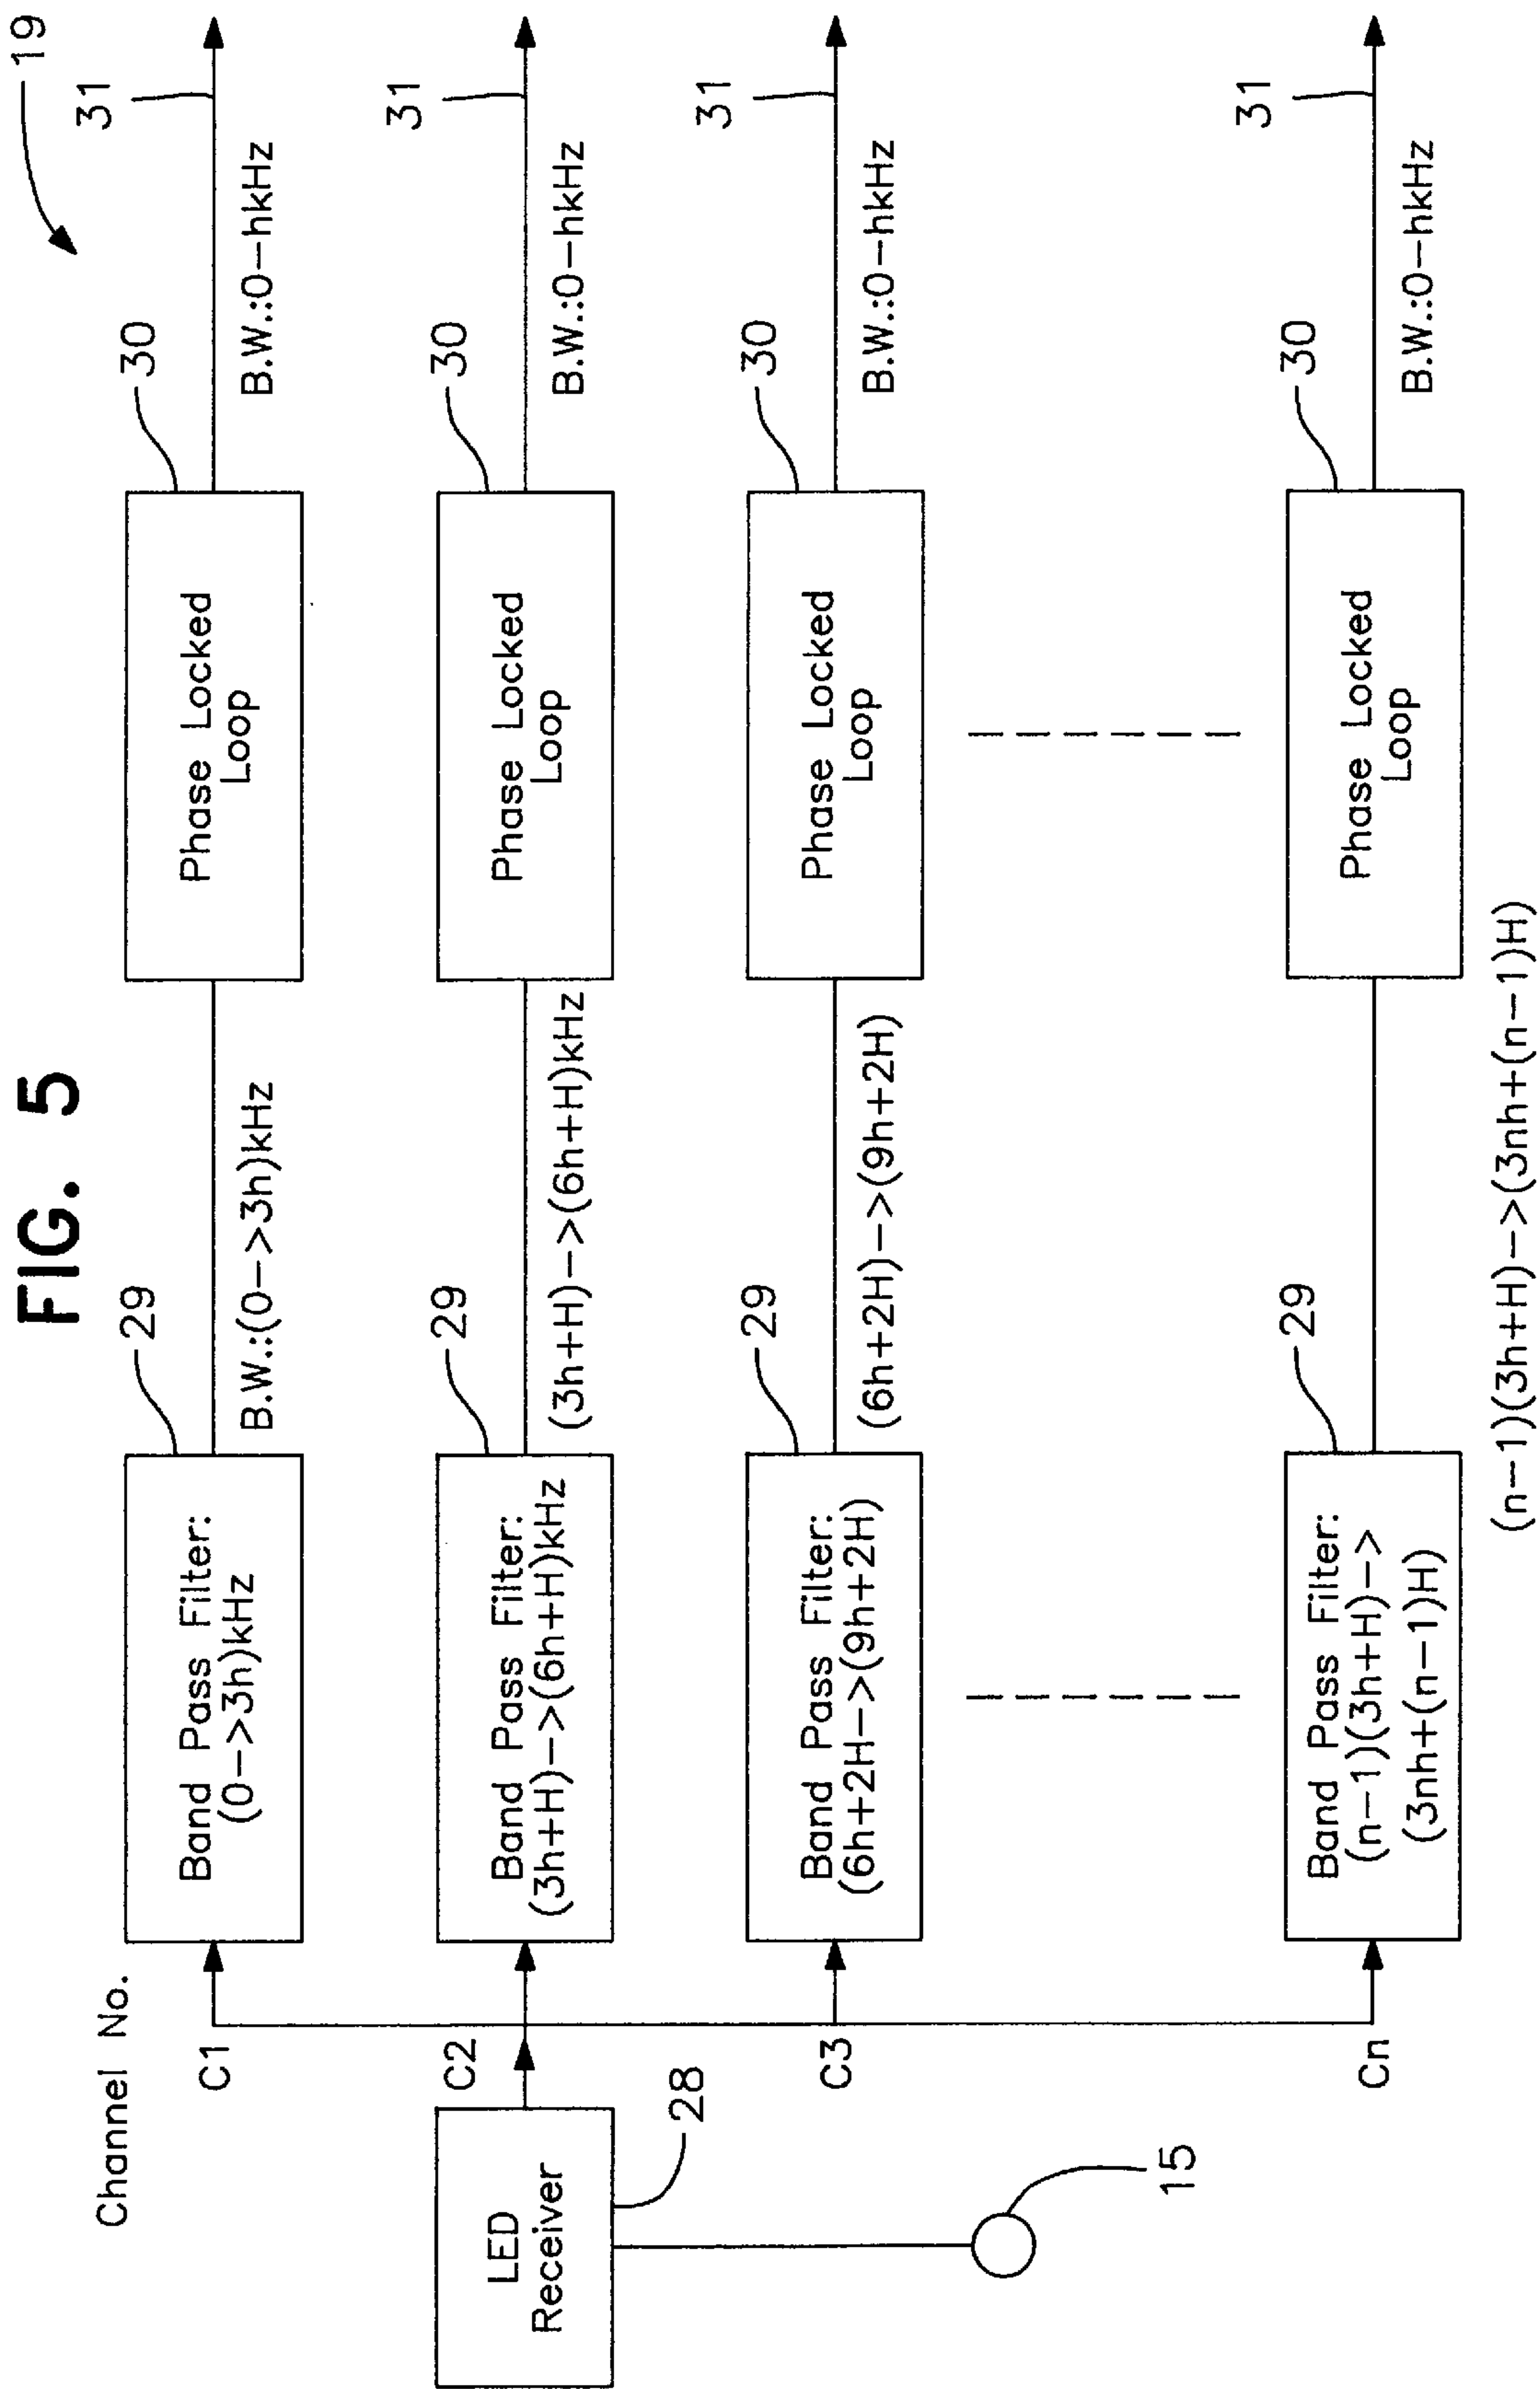 FIG. 5
19
Channel No.
C1
Band Pass Filter:
(0->3h)kHz
29
B.W.:(0->3h)kHz
Phase Locked
Loop
30
B.W.:0-hkHz
31
LED
Receiver
28
15
C2
Band Pass Filter:
(3h+H)->(6h+H)kHz
29
(3h+H)-->(6h+H)kHz
Phase Locked
Loop
30
B.W.:0-hkHz
31
C3
Band Pass Filter:
(6h+2H->(9h+2H)
29
(6h+2H)-->(9h+2H)
Phase Locked
Loop
30
B.W.:0-hkHz
31
Cn
Band Pass Filter:
(n-1)(3h+H)->
(3nh+(n-1)H)
29
(n-1)(3h+H)-->(3nh+(n-1)H)
Phase Locked
Loop
30
B.W.:0-hkHz
31